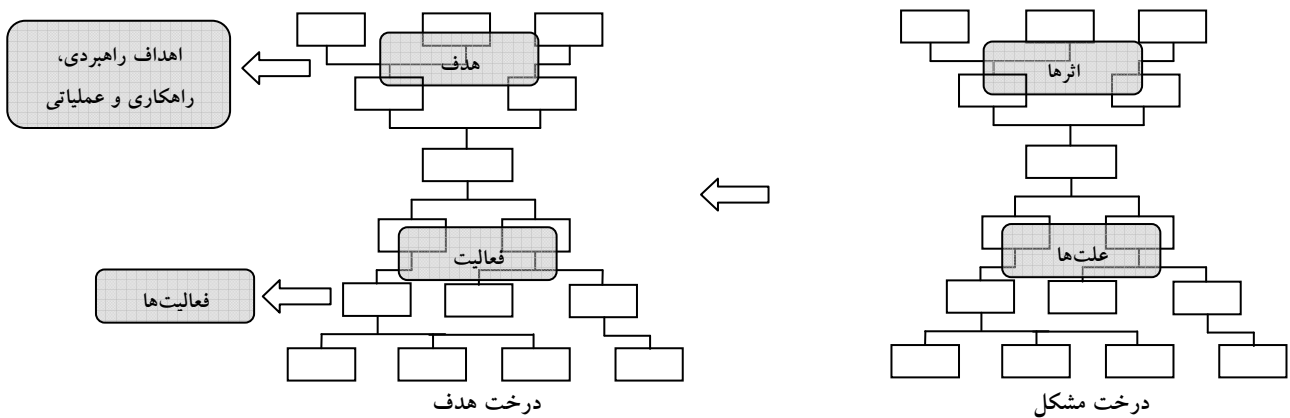 اثرها
علت‌ها
درخت مشکل
هدف
فعالیت
درخت هدف
اهداف راهبردی،
راهکاری و عملیاتی
فعالیت‌ها